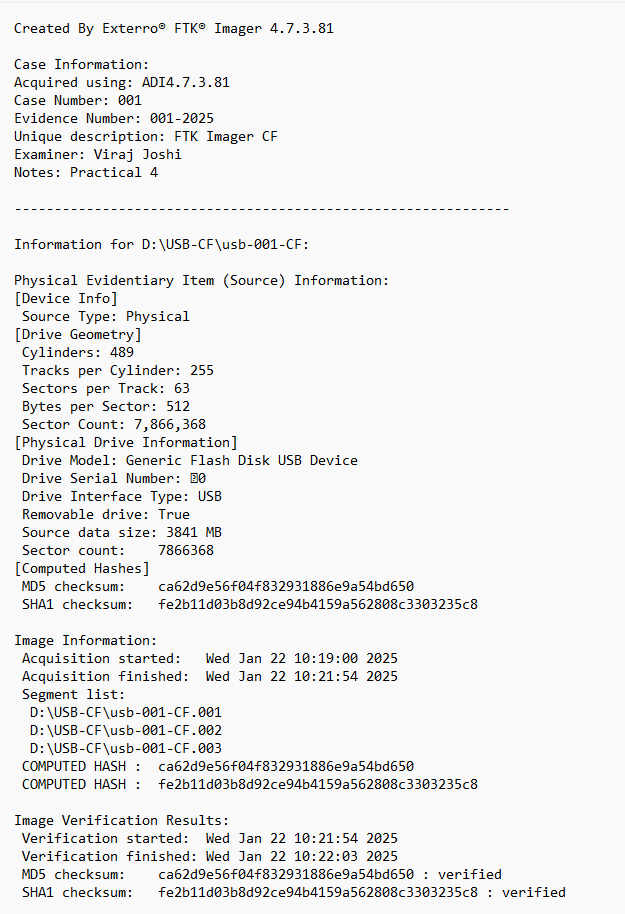 Created By Exterro® FTK® Imager 4.7.3.81
Case Information:
Acquired using: ADI4.7.3.81
Case Number: 001
Evidence Number: 001-2025
Unique description: FTK Imager CF
Examiner: Viraj Joshi
Notes: Practical 4
--------------------------------------------------------------
Information for D:\USB-CF\usb-001-CF:
Physical Evidentiary Item (Source) Information:
[Device Info]
Source Type: Physical
[Drive Geometry]
Cylinders: 489
Tracks per Cylinder: 255
Sectors per Track: 63
Bytes per Sector: 512
Sector Count: 7,866,368
[Physical Drive Information]
Drive Model: Generic Flash Disk USB Device
Drive Serial Number: 0
Drive Interface Type: USB
Removable drive: True
Source data size: 3841 MB
Sector count:    7866368
[Computed Hashes]
MD5 checksum:    ca62d9e56f04f832931886e9a54bd650
SHA1 checksum:   fe2b11d03b8d92ce94b4159a562808c3303235c8
Image Information:
Acquisition started:   Wed Jan 22 10:19:00 2025
Acquisition finished:  Wed Jan 22 10:21:54 2025
Segment list:
D:\USB-CF\usb-001-CF.001
D:\USB-CF\usb-001-CF.002
D:\USB-CF\usb-001-CF.003
COMPUTED HASH :  ca62d9e56f04f832931886e9a54bd650
COMPUTED HASH :  fe2b11d03b8d92ce94b4159a562808c3303235c8
Image Verification Results:
Verification started:  Wed Jan 22 10:21:54 2025
Verification finished: Wed Jan 22 10:22:03 2025
MD5 checksum:    ca62d9e56f04f832931886e9a54bd650 : verified
SHA1 checksum:   fe2b11d03b8d92ce94b4159a562808c3303235c8 : verified